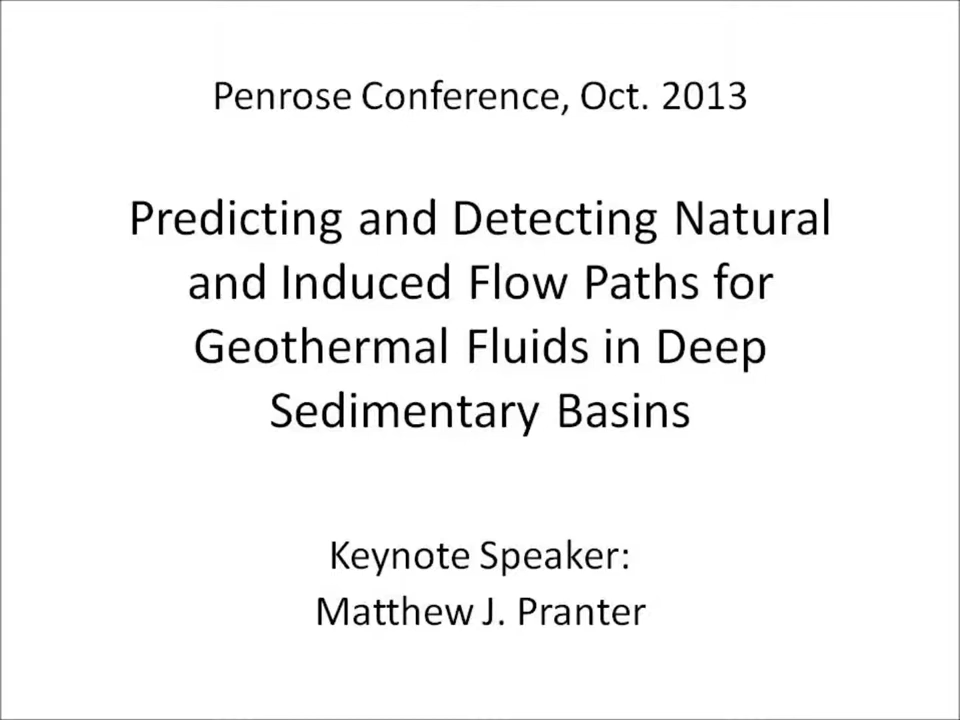 Penrose Conference, Oct. 2013
Predicting and Detecting Natural
and Induced Flow Paths for
Geothermal Fluids in Deep
Sedimentary Basins
Keynote Speaker:
Matthew J. Pranter